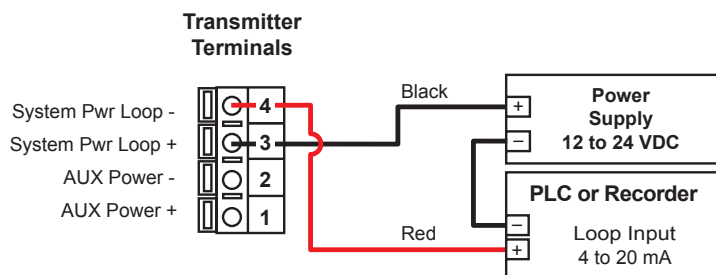 Transmitter
Terminals
System Pwr Loop -
System Pwr Loop +
AUX Power -
AUX Power +
4
3
2
1
Black
Red
+
Power
Supply
−
12 to 24 VDC
PLC or Recorder
−
Loop Input
+
4 to 20 mA